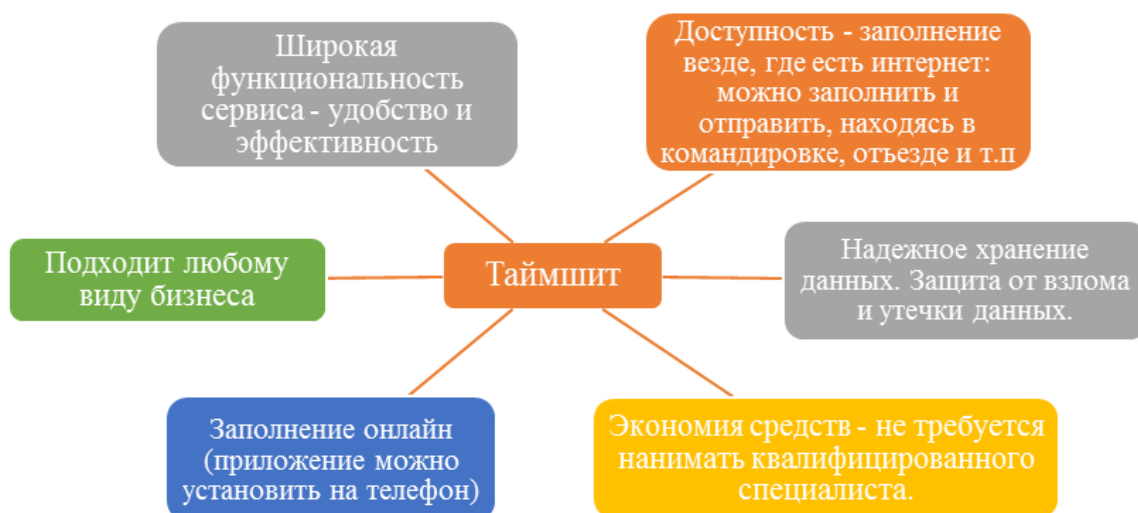 Широкая
функциональность
сервиса - удобство и
эффективность
Доступность - заполнение
везде, где есть интернет:
можно заполнить и
отправить, находясь в
командировке, отъезде и т.п
Подходит любому
виду бизнеса
Таймшит
Надежное хранение
данных. Защита от взлома
и утечки данных.
Заполнение онлайн
(приложение можно
установить на телефон)
Экономия средств - не требуется
нанимать квалифицированного
специалиста.